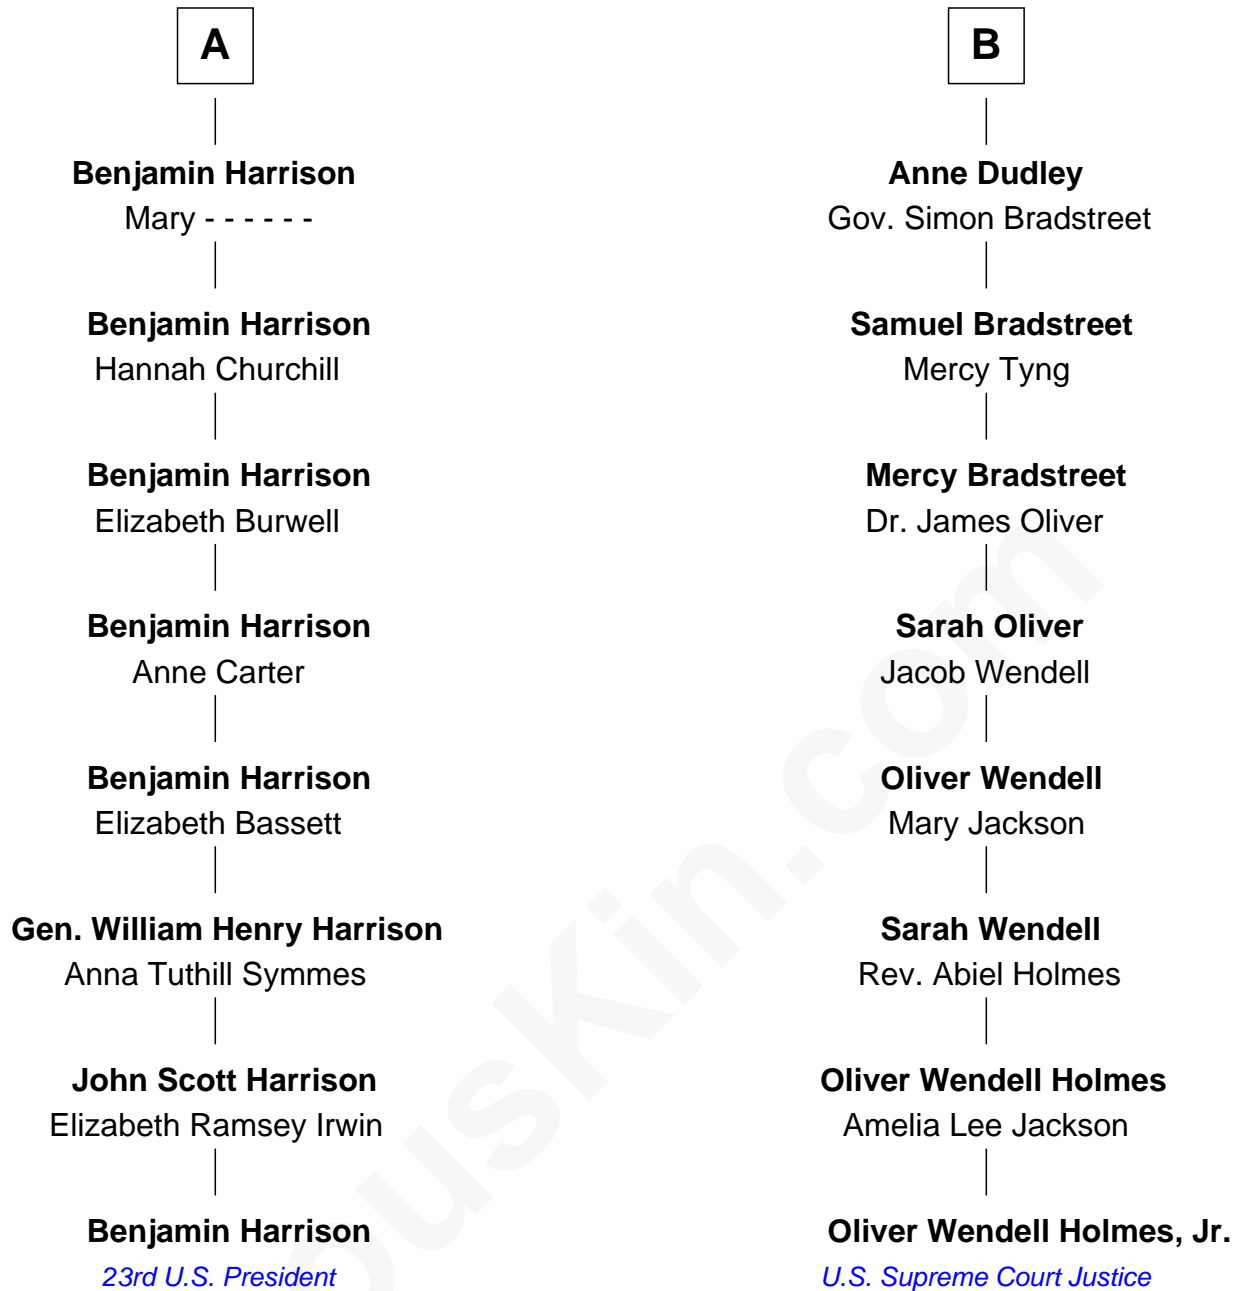 A
Benjamin Harrison
Mary - - - - - -
Benjamin Harrison
Hannah Churchill
Benjamin Harrison
Elizabeth Burwell
Benjamin Harrison
Anne Carter
Benjamin Harrison
Elizabeth Bassett
Gen. William Henry Harrison
Anna Tuthill Symmes
John Scott Harrison
Elizabeth Ramsey Irwin
Benjamin Harrison
23rd U.S. President
B
Anne Dudley
Gov. Simon Bradstreet
Samuel Bradstreet
Mercy Tyng
Mercy Bradstreet
Dr. James Oliver
Sarah Oliver
Jacob Wendell
Oliver Wendell
Mary Jackson
Sarah Wendell
Rev. Abiel Holmes
Oliver Wendell Holmes
Amelia Lee Jackson
Oliver Wendell Holmes, Jr.
U.S. Supreme Court Justice
ousKin.com